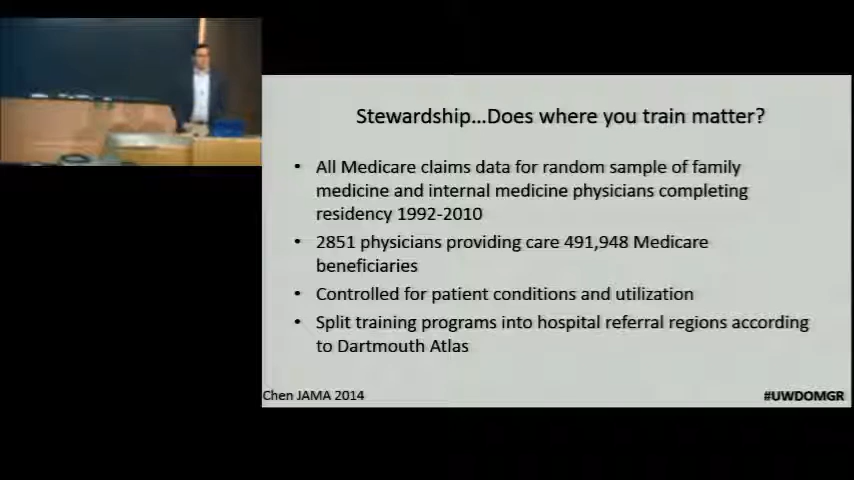 Stewardship...Does where you train matter?
• All Medicare claims data for random sample of family
medicine and internal medicine physicians completing
residency 1992-2010
• 2851 physicians providing care 491,948 Medicare
beneficiaries
• Controlled for patient conditions and utilization
• Split training programs into hospital referral regions according
to Dartmouth Atlas
Chen JAMA 2014
#UWDOMGR